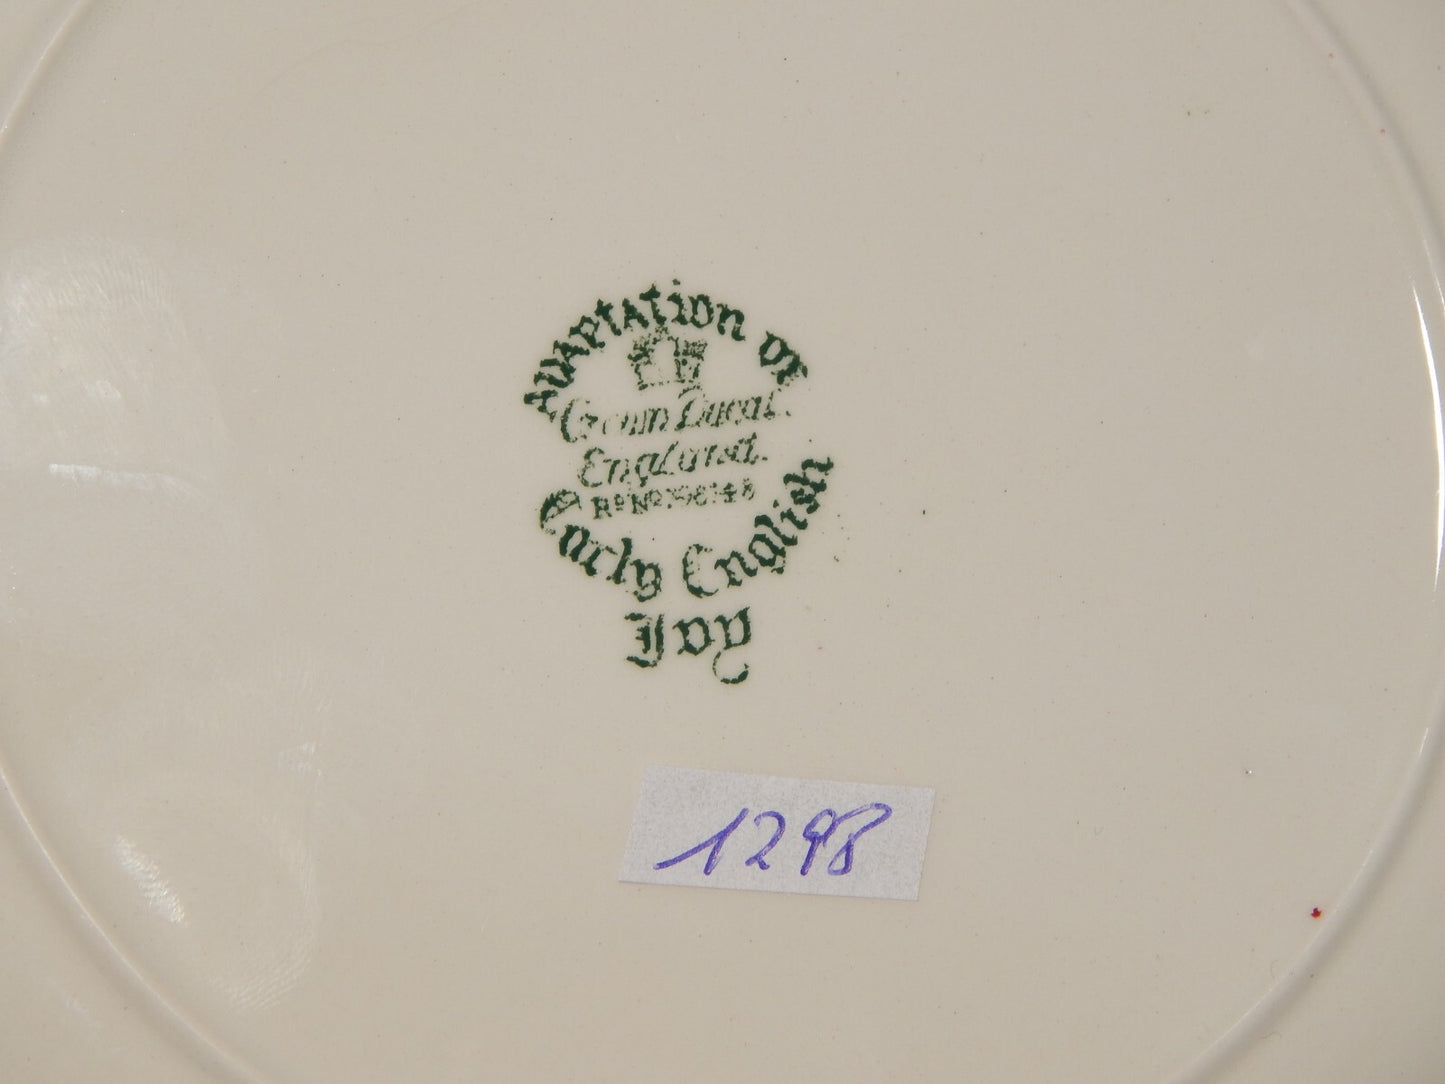 ADAPTATION OF
Crown Ducal.
England.
Early English
Ivy
1298